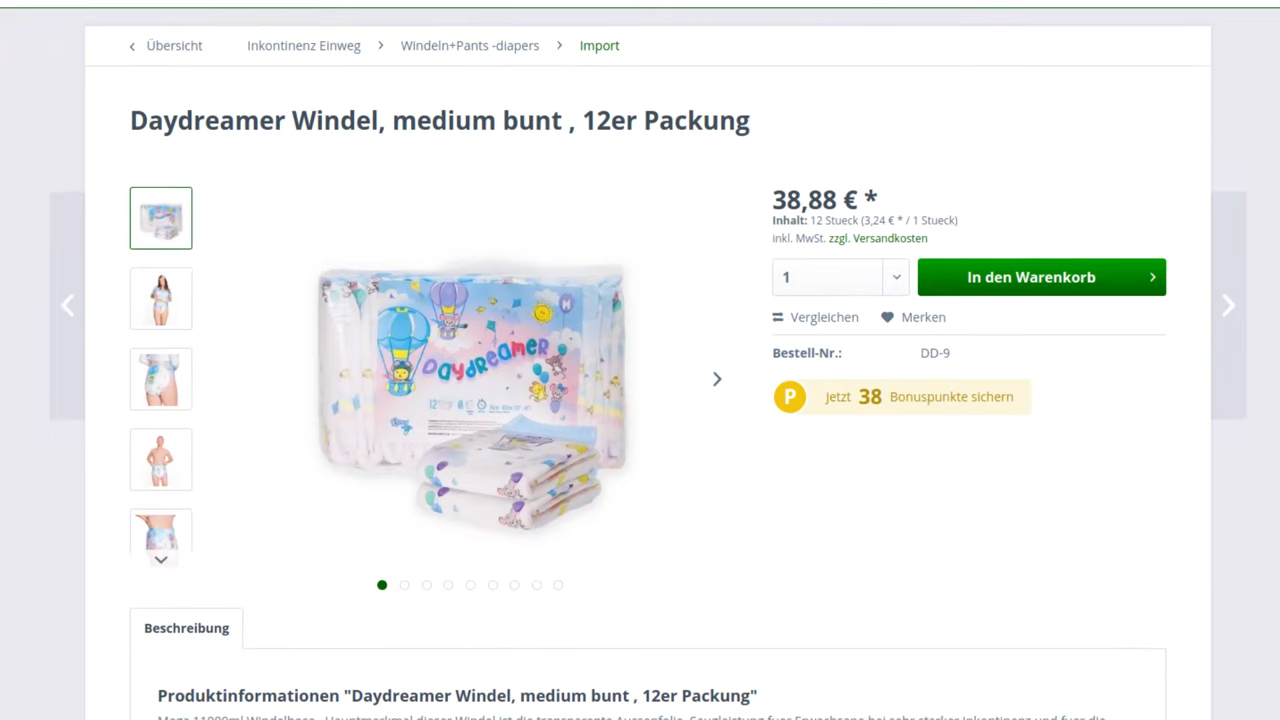 Übersicht Inkontinenz Einweg Windeln+Pants -diapers Import
Daydreamer Windel, medium bunt , 12er Packung
38,88 € *
Inhalt: 12 Stueck (3,24 € * / 1 Stueck)
inkl. MwSt. zzgl. Versandkosten
1 In den Warenkorb
Vergleichen Merken
Bestell-Nr.: DD-9
P Jetzt 38 Bonuspunkte sichern
M
DAYDREAMER
12
Beschreibung
Produktinformationen "Daydreamer Windel, medium bunt , 12er Packung"